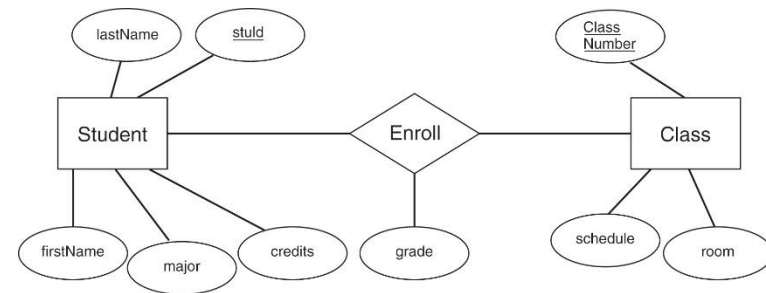 lastName
stuId
Class
Number
Student
Enroll
Class
firstName
major
credits
grade
schedule
room